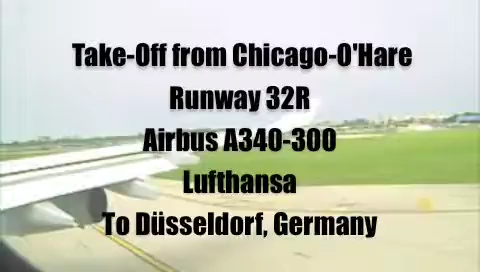 Take-Off from Chicago-O'Hare
Runway 32R
Airbus A340-300
Lufthansa
To Düsseldorf, Germany